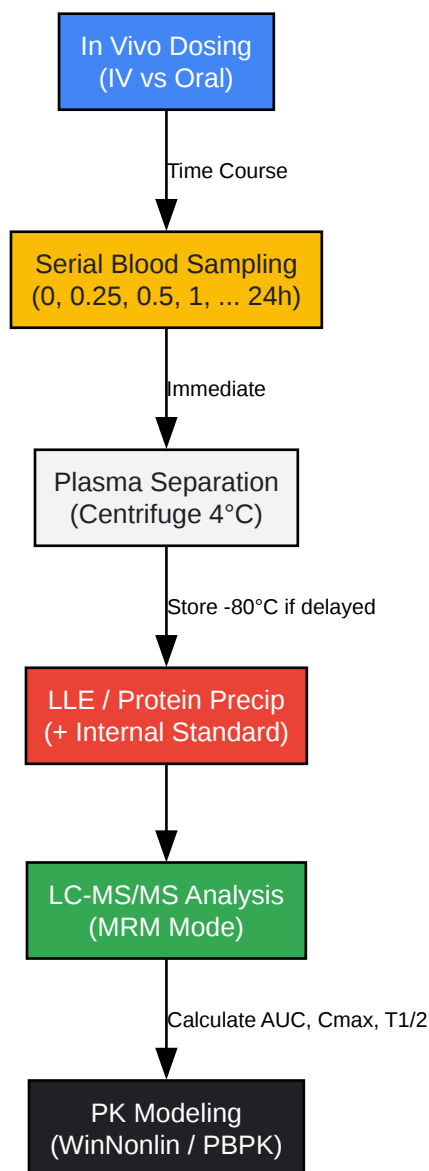 In Vivo Dosing
(IV vs Oral)
Time Course
Serial Blood Sampling
(0, 0.25, 0.5, 1, ... 24h)
Immediate
Plasma Separation
(Centrifuge 4°C)
Store -80°C if delayed
LLE / Protein Precip
(+ Internal Standard)
LC-MS/MS Analysis
(MRM Mode)
Calculate AUC, Cmax, T1/2
PK Modeling
(WinNonlin / PBPK)